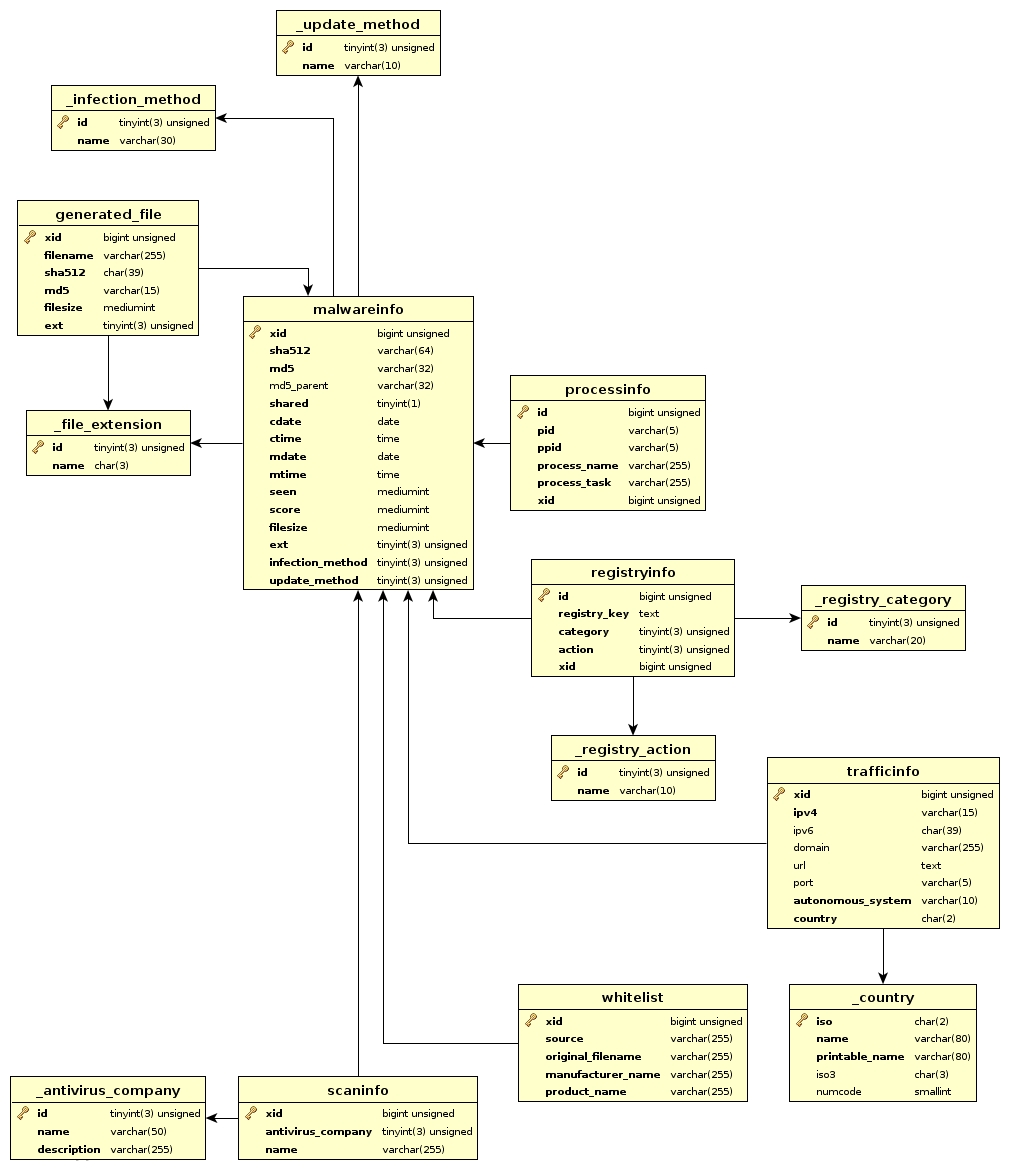 _update_method
id tinyint(3) unsigned
name varchar(10)
_infection_method
id tinyint(3) unsigned
name varchar(30)
generated_file
xid bigint unsigned
filename varchar(255)
sha512 char(39)
md5 varchar(15)
filesize mediumint
ext tinyint(3) unsigned
malwareinfo
xid bigint unsigned
sha512 varchar(64)
md5 varchar(32)
md5_parent varchar(32)
shared tinyint(1)
cdate date
ctime time
mdate date
mtime time
seen mediumint
score mediumint
filesize mediumint
ext tinyint(3) unsigned
infection_method tinyint(3) unsigned
update_method tinyint(3) unsigned
_file_extension
id tinyint(3) unsigned
name char(3)
processinfo
id bigint unsigned
pid varchar(5)
ppid varchar(5)
process_name varchar(255)
process_task varchar(255)
xid bigint unsigned
registryinfo
id bigint unsigned
registry_key text
category tinyint(3) unsigned
action tinyint(3) unsigned
xid bigint unsigned
_registry_category
id tinyint(3) unsigned
name varchar(20)
_registry_action
id tinyint(3) unsigned
name varchar(10)
trafficinfo
xid bigint unsigned
ipv4 varchar(15)
ipv6 char(39)
domain varchar(255)
url text
port varchar(5)
autonomous_system varchar(10)
country char(2)
whitelist
xid bigint unsigned
source varchar(255)
original_filename varchar(255)
manufacturer_name varchar(255)
product_name varchar(255)
_country
iso char(2)
name varchar(80)
printable_name varchar(80)
iso3 char(3)
numcode smallint
_antivirus_company
id tinyint(3) unsigned
name varchar(50)
description varchar(255)
scaninfo
xid bigint unsigned
antivirus_company tinyint(3) unsigned
name varchar(255)